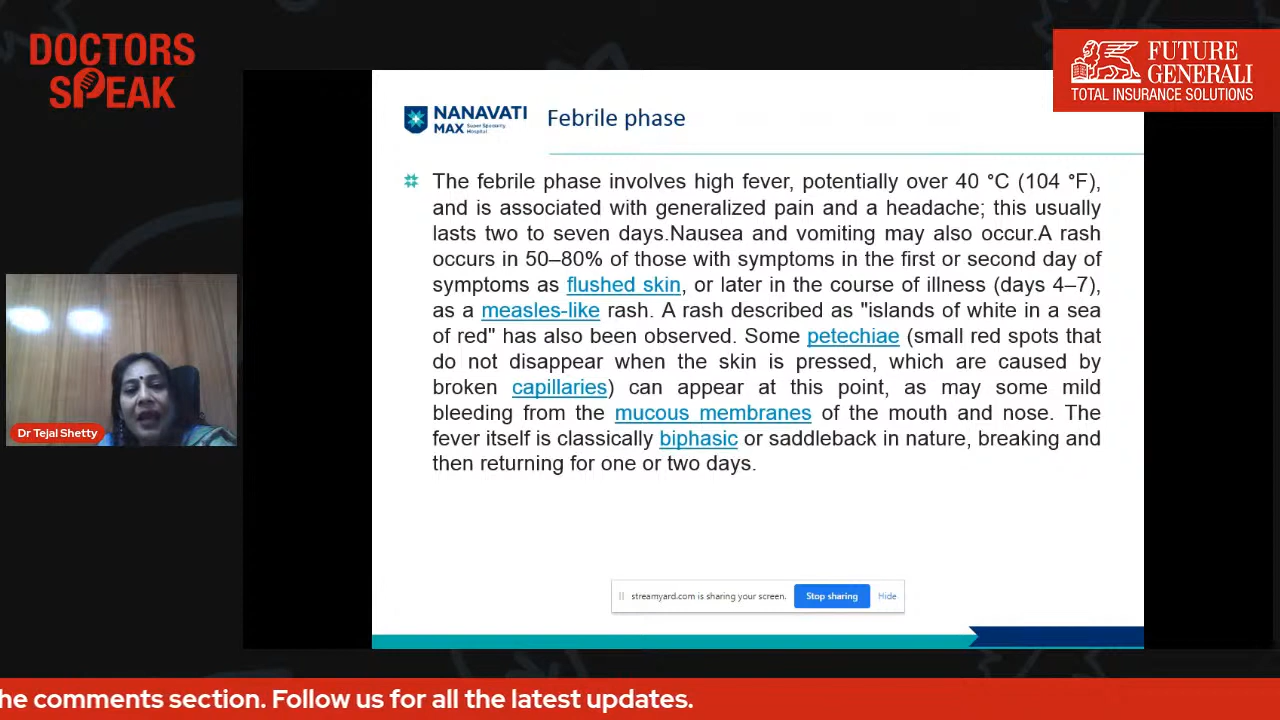 DOCTORS
SPEAK
FUTURE
GENERALI
TOTAL INSURANCE SOLUTIONS
NANAVATI
MAX Super Speciality
Hospital
Febrile phase
The febrile phase involves high fever, potentially over 40 °C (104 °F),
and is associated with generalized pain and a headache; this usually
lasts two to seven days.Nausea and vomiting may also occur.A rash
occurs in 50–80% of those with symptoms in the first or second day of
symptoms as flushed skin, or later in the course of illness (days 4–7),
as a measles-like rash. A rash described as "islands of white in a sea
of red" has also been observed. Some petechiae (small red spots that
do not disappear when the skin is pressed, which are caused by
broken capillaries) can appear at this point, as may some mild
bleeding from the mucous membranes of the mouth and nose. The
fever itself is classically biphasic or saddleback in nature, breaking and
then returning for one or two days.
Dr Tejal Shetty
streamyard.com is sharing your screen. Stop sharing Hide
he comments section. Follow us for all the latest updates.